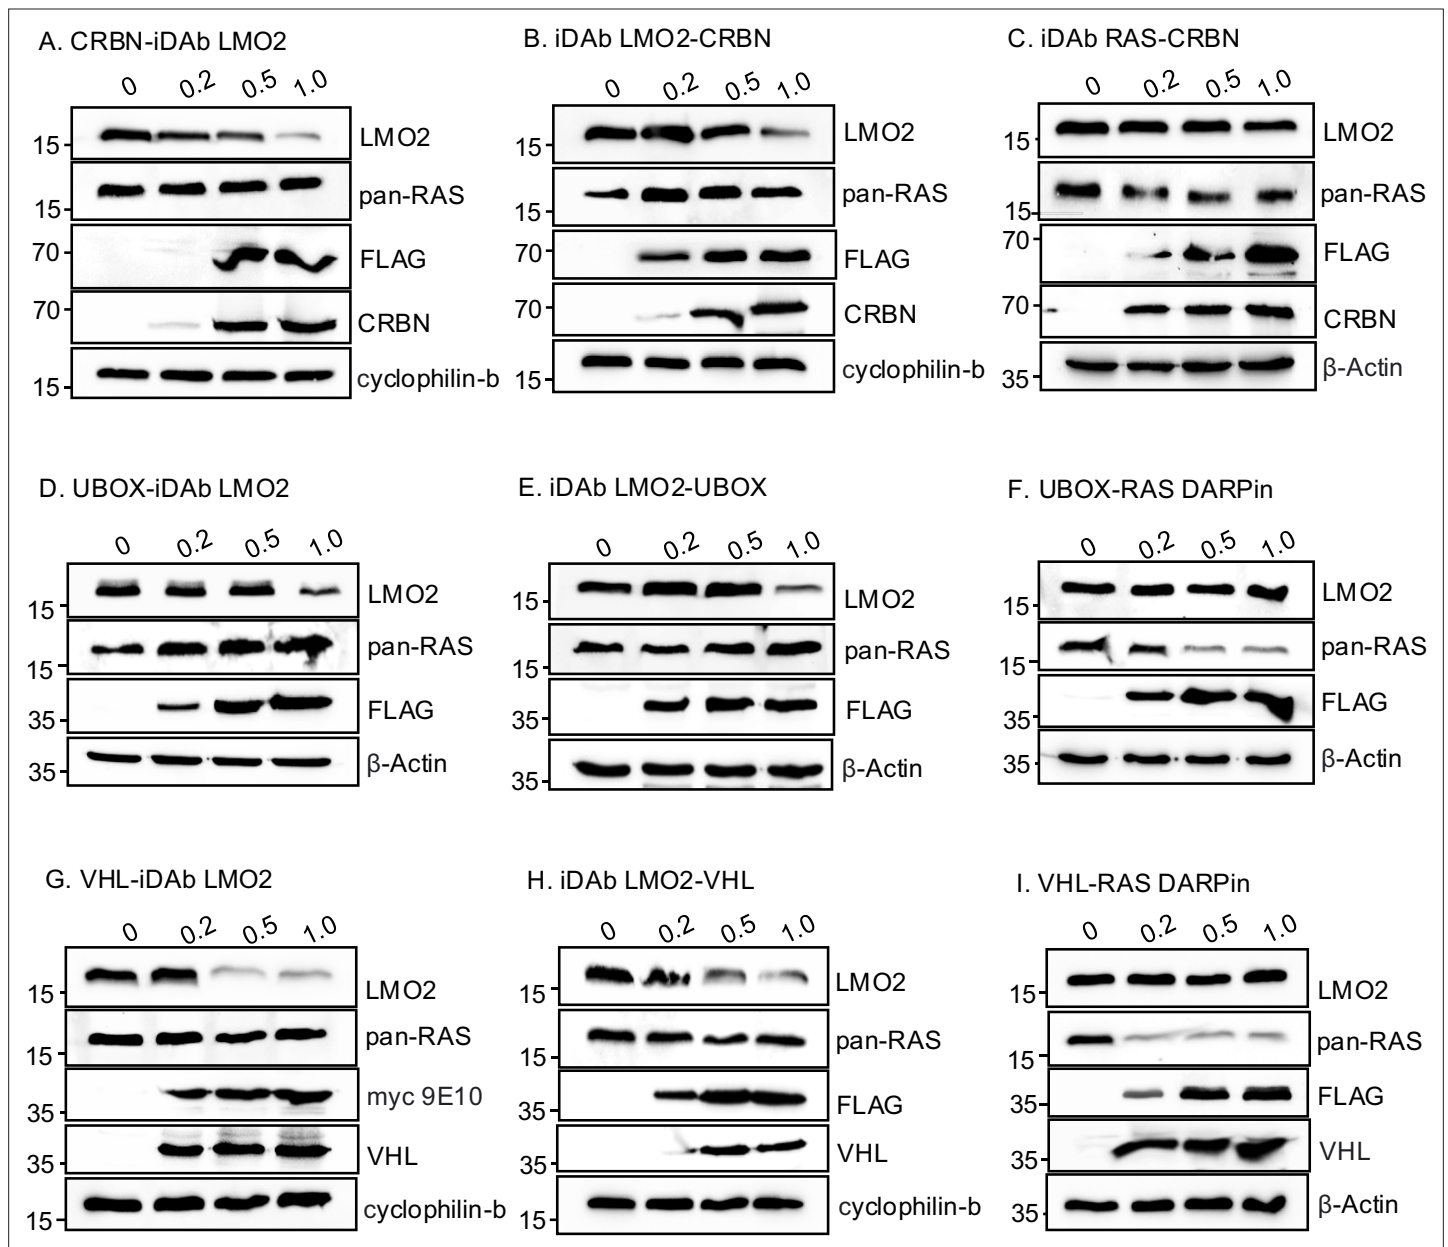 A. CRBN-iDAb LMO2
0 0.2 0.5 1.0
15 LMO2
15 pan-RAS
70 FLAG
70 CRBN
15 cyclophilin-b
B. iDAb LMO2-CRBN
0 0.2 0.5 1.0
15 LMO2
15 pan-RAS
70 FLAG
70 CRBN
15 cyclophilin-b
C. iDAb RAS-CRBN
0 0.2 0.5 1.0
15 LMO2
15 pan-RAS
70 FLAG
70 CRBN
35 β-Actin
D. UBOX-iDAb LMO2
0 0.2 0.5 1.0
15 LMO2
15 pan-RAS
35 FLAG
35 β-Actin
E. iDAb LMO2-UBOX
0 0.2 0.5 1.0
15 LMO2
15 pan-RAS
35 FLAG
35 β-Actin
F. UBOX-RAS DARPin
0 0.2 0.5 1.0
15 LMO2
15 pan-RAS
35 FLAG
35 β-Actin
G. VHL-iDAb LMO2
0 0.2 0.5 1.0
15 LMO2
15 pan-RAS
35 myc 9E10
35 VHL
15 cyclophilin-b
H. iDAb LMO2-VHL
0 0.2 0.5 1.0
15 LMO2
15 pan-RAS
35 FLAG
35 VHL
15 cyclophilin-b
I. VHL-RAS DARPin
0 0.2 0.5 1.0
15 LMO2
15 pan-RAS
35 FLAG
35 VHL
35 β-Actin